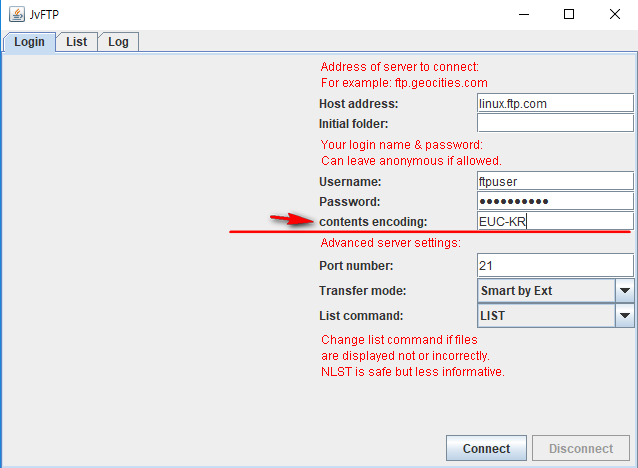 JvFTP
Login List Log
Address of server to connect:
For example: ftp.geocities.com
Host address: linux.ftp.com
Initial folder:
Your login name & password:
Can leave anonymous if allowed.
Username: ftpuser
Password: ●●●●●●●●●●
contents encoding: EUC-KR
Advanced server settings:
Port number: 21
Transfer mode: Smart by Ext
List command: LIST
Change list command if files
are displayed not or incorrectly.
NLST is safe but less informative.
Connect Disconnect